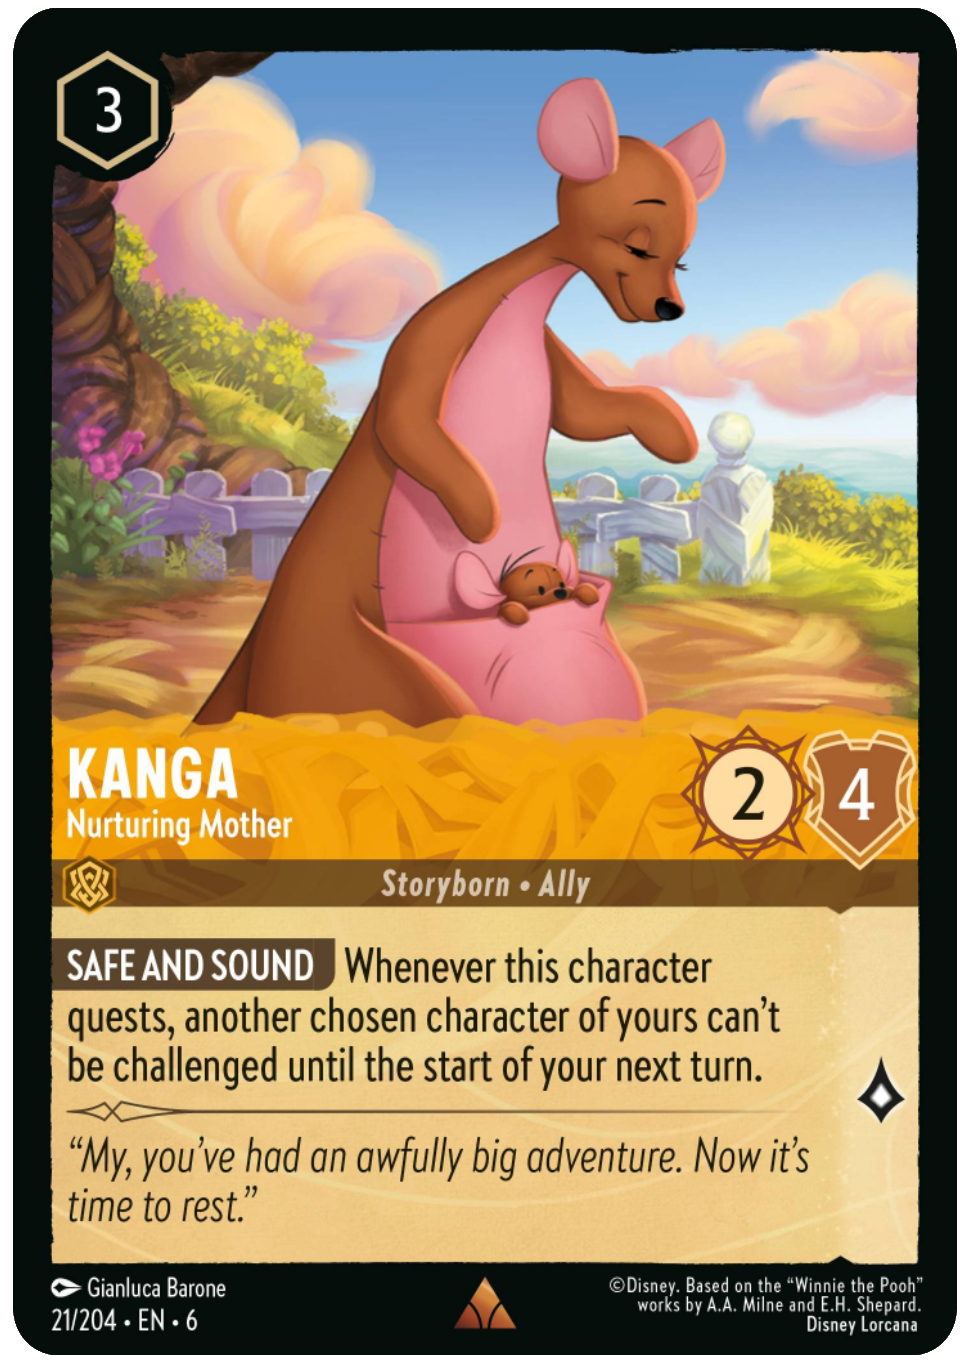 3
KANGA
Nurturing Mother
2
4
Storyborn • Ally
SAFE AND SOUND Whenever this character
quests, another chosen character of yours can’t
be challenged until the start of your next turn.
“My, you’ve had an awfully big adventure. Now it’s
time to rest.”
Gianluca Barone
21/204 • EN • 6
©Disney. Based on the “Winnie the Pooh”
works by A.A. Milne and E.H. Shepard.
Disney Lorcana